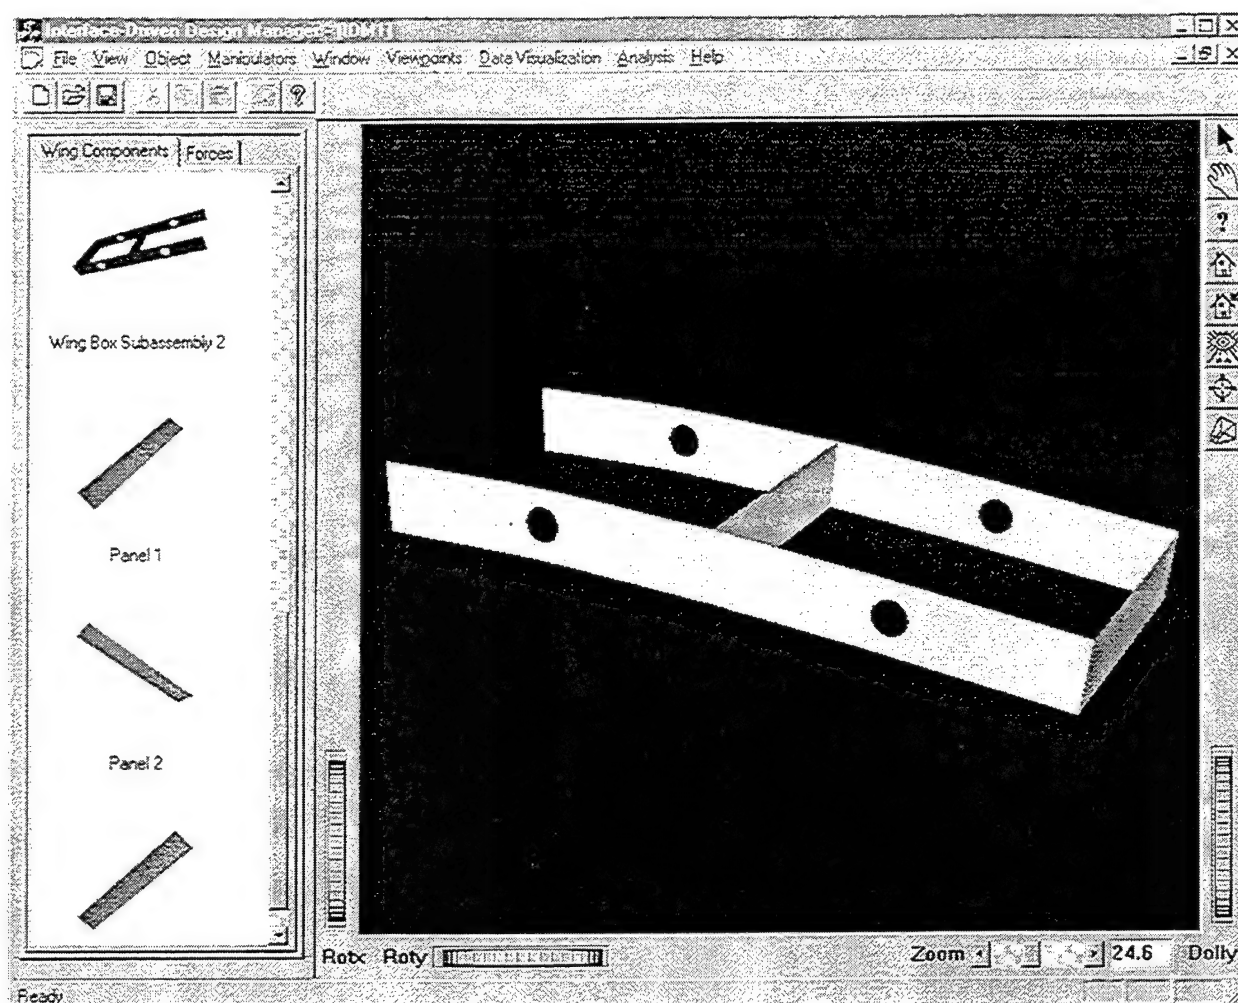 Interface-Driven Design Manager - [IDM1]
File View Object Manipulators Window Viewpoints Data Visualization Analysis Help
Wing Components Forces
Wing Box Subassembly 2
Panel 1
Panel 2
Rotx Roty Zoom 24.6 Dolly
Ready